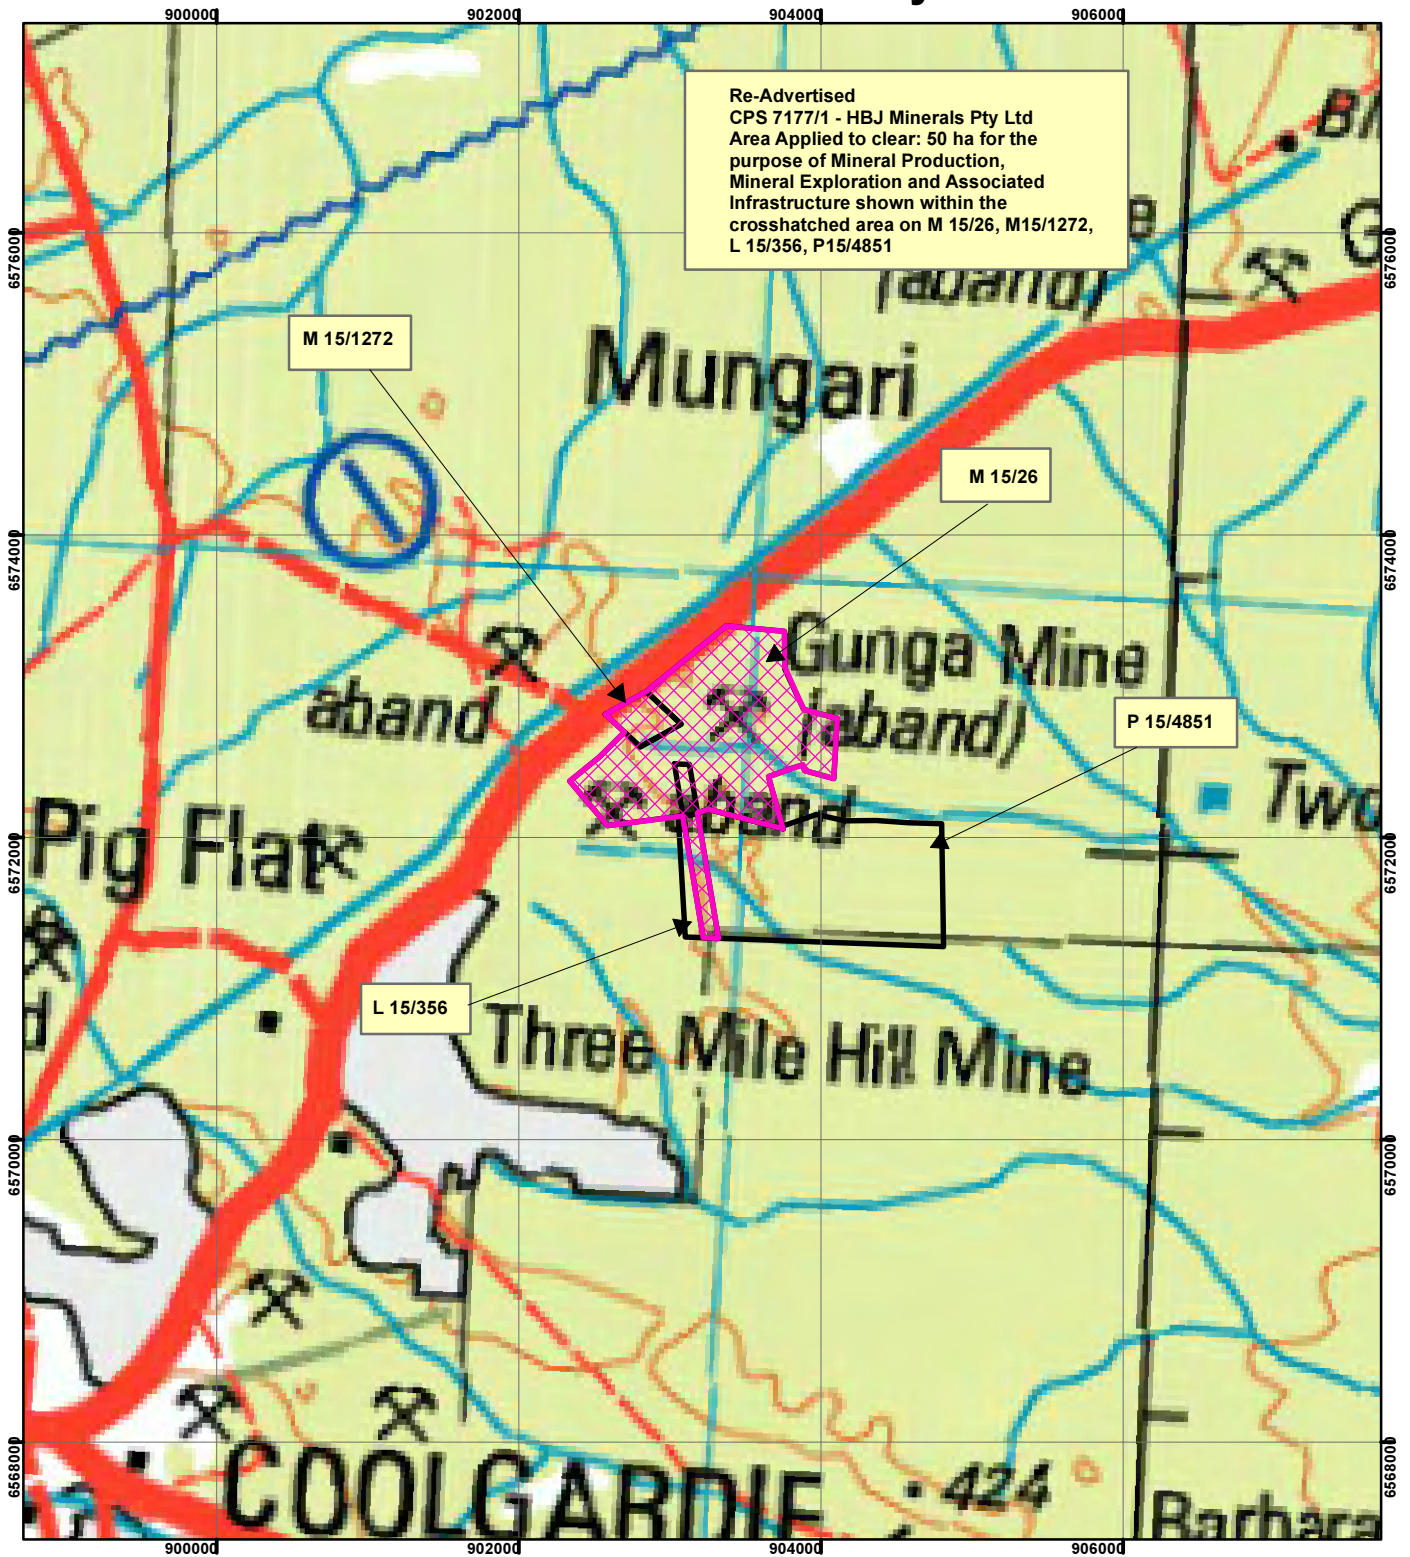 900000
902000
904000
906000
Re-Advertised
CPS 7177/1 - HBJ Minerals Pty Ltd
Area Applied to clear: 50 ha for the
purpose of Mineral Production,
Mineral Exploration and Associated
Infrastructure shown within the
crosshatched area on M 15/26, M15/1272,
L 15/356, P15/4851
6576000
6576000
(aband)
M 15/1272
Mungari
M 15/26
6574000
6574000
Gunga Mine
(aband)
aband
P 15/4851
Pig Flat
aband
6572000
6572000
L 15/356
Three Mile Hill Mine
6570000
6570000
6568000
6568000
COOLGARDIE
424
Barbara
900000
902000
904000
906000